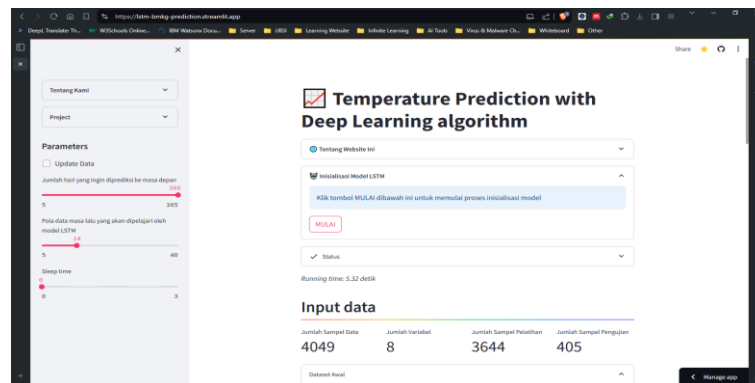 https://lstm-bmkg-prediction.streamlit.app
DeepL Translate: Th...
W3Schools Online...
IBM Watsonx Docu...
Server
UBSI
Learning Website
Infinite Learning
AI Tools
Virus & Malware Ch...
Whiteboard
Other
Share
Tentang Kami
Project
Parameters
Update Data
Jumlah hari yang ingin diprediksi ke masa depan
365
5 365
Pola data masa lalu yang akan dipelajari oleh
model LSTM
14
5 40
Sleep time
0
0 3
Temperature Prediction with
Deep Learning algorithm
Tentang Website Ini
Inisialisasi Model LSTM
Klik tombol MULAI dibawah ini untuk memulai proses inisialisasi model
MULAI
Status
Running time: 5.32 detik
Input data
Jumlah Sampel Data Jumlah Variabel Jumlah Sampel Pelatihan Jumlah Sampel Pengujian
4049 8 3644 405
Dataset Awal
Manage app